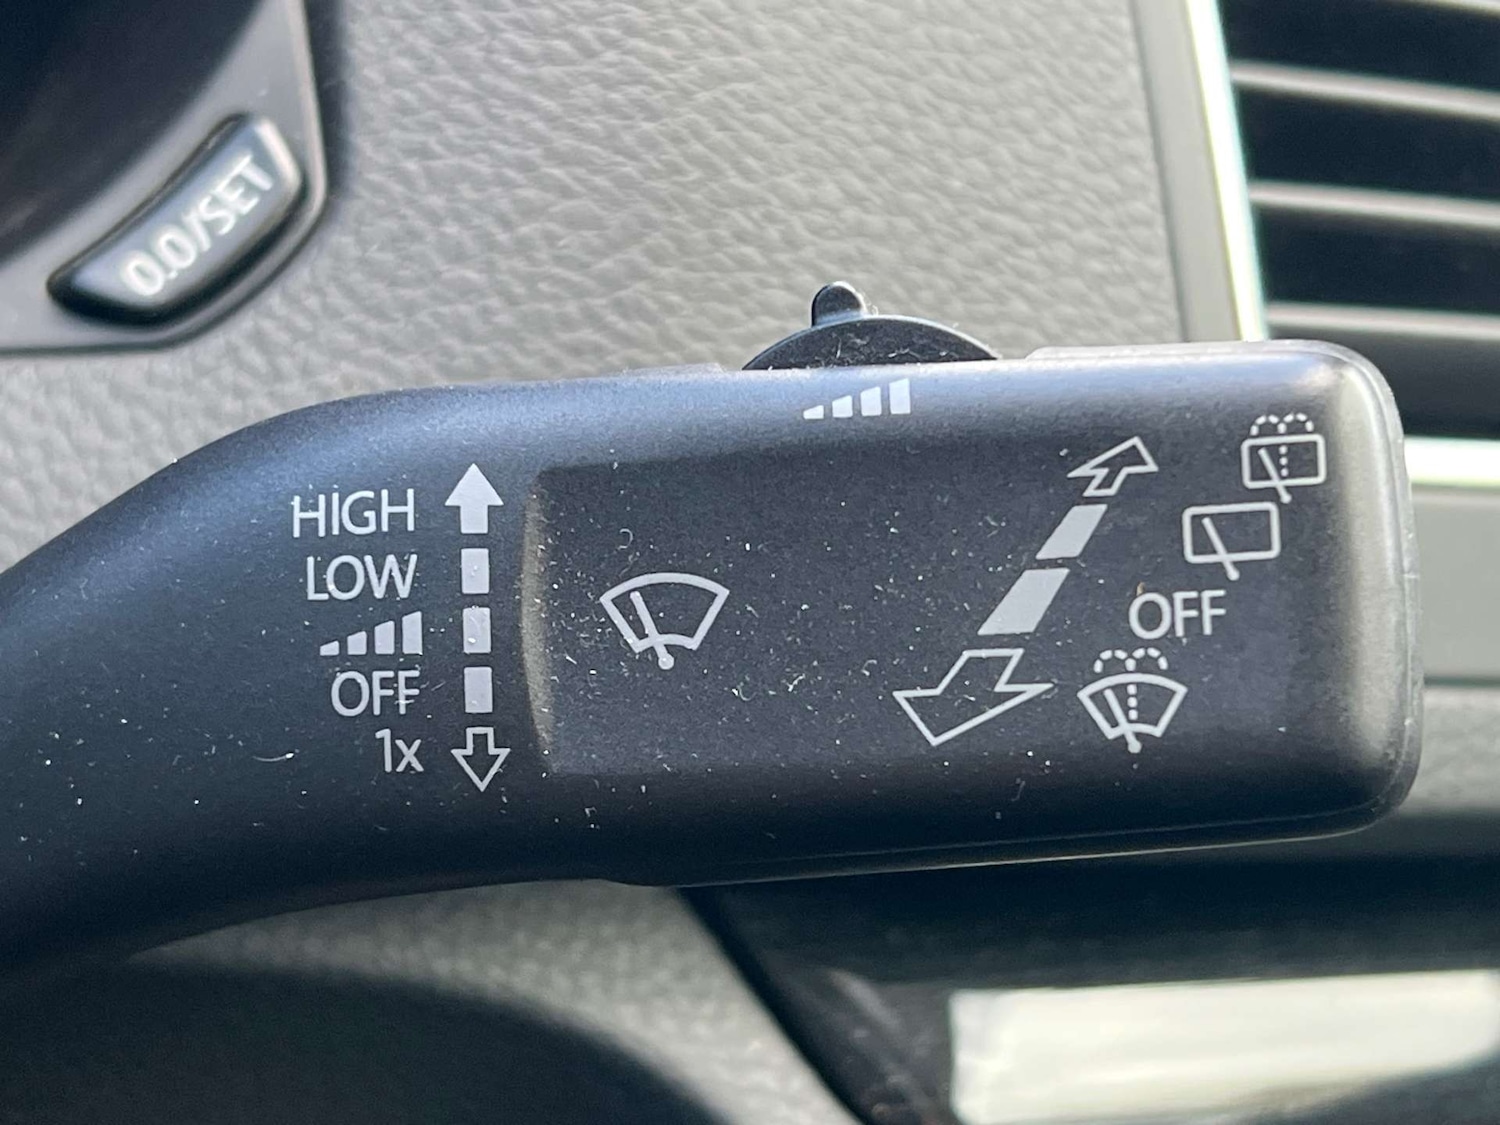 0.0/SET
HIGH
LOW
OFF
1x
OFF